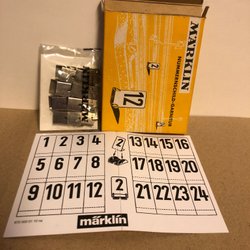 MÄRKLIN
NUMMERNSCHILD-GARNITUR
2
12
1 2 3 4 2 13 14 15 16
5 6 7 8 17 18 19 20
9 10 11 12 2 21 22 23 24
märklin